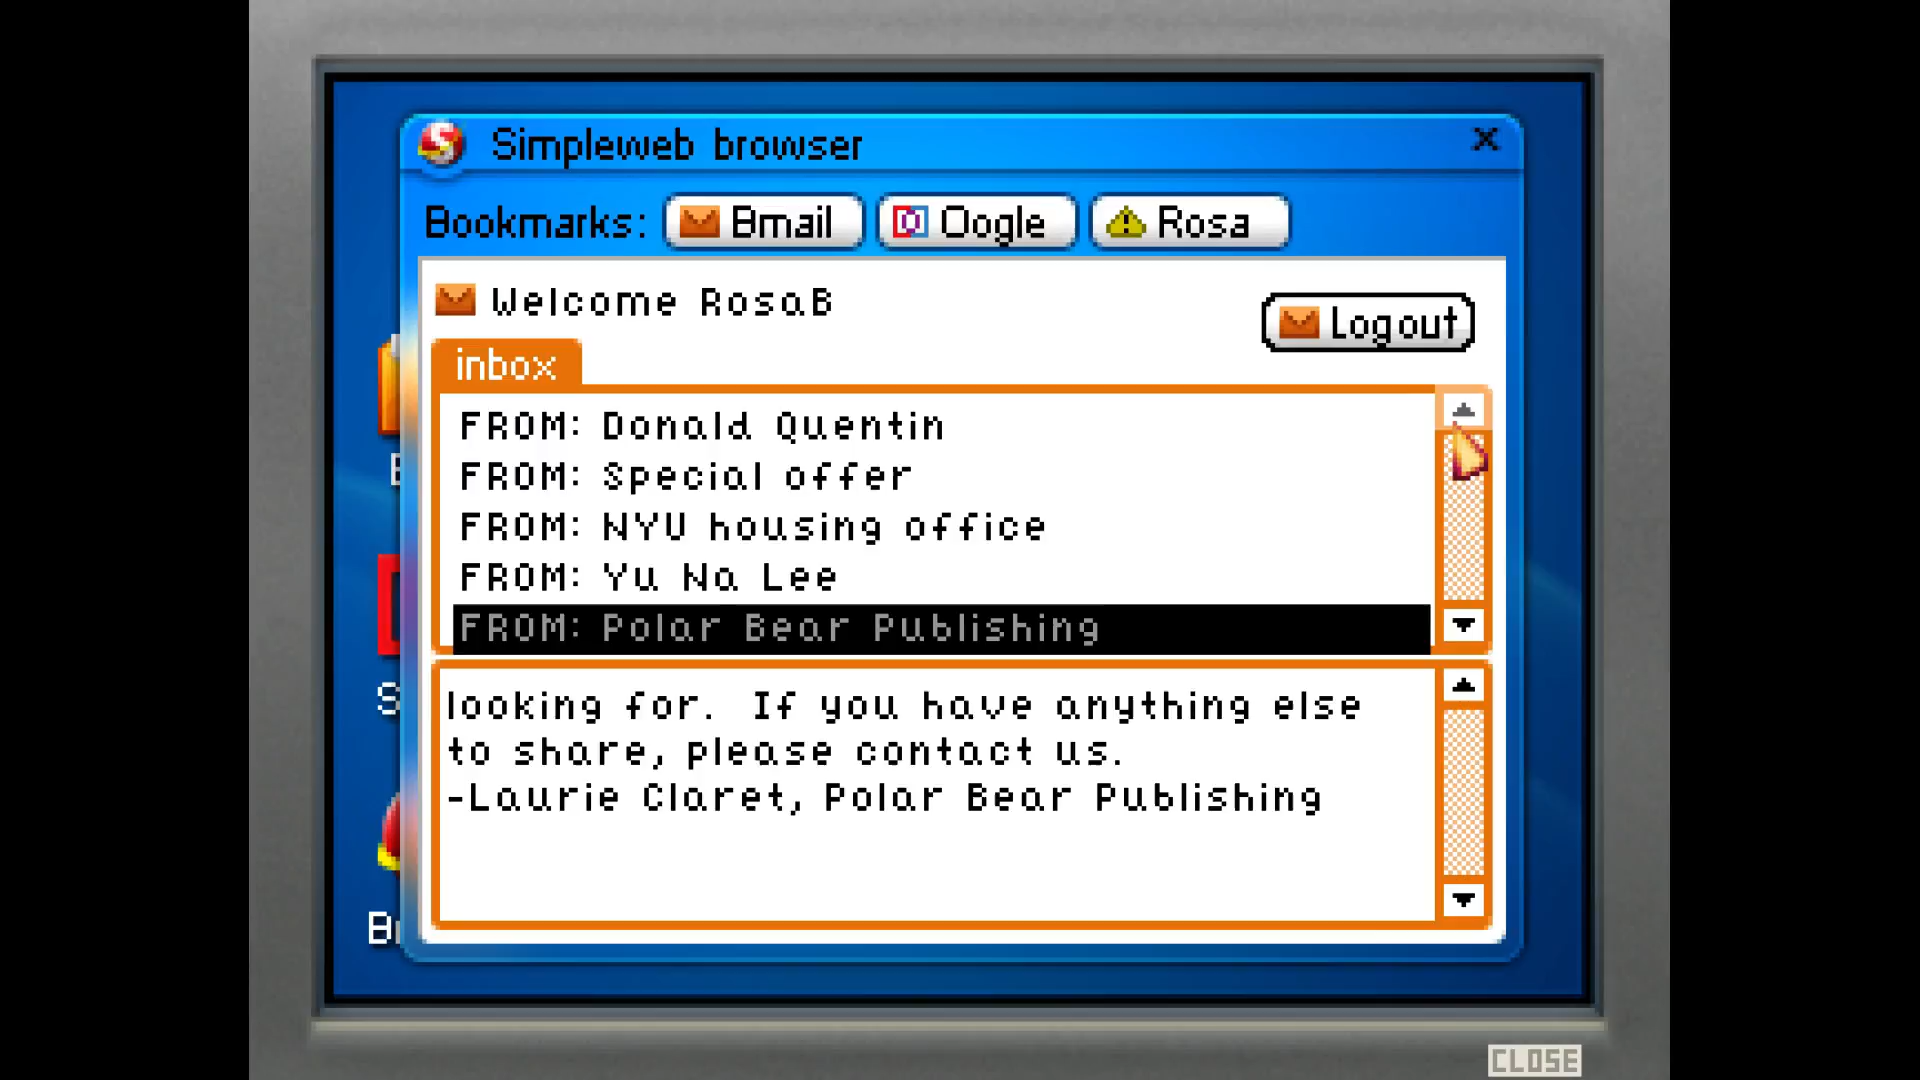 Simpleweb browser
Bookmarks: Bmail Oogle Rosa
Welcome RosaB
Logout
inbox
FROM: Donald Quentin
FROM: Special offer
FROM: NYU housing office
FROM: Yu Na Lee
FROM: Polar Bear Publishing
looking for. If you have anything else
to share, please contact us.
-Laurie Claret, Polar Bear Publishing
CLOSE